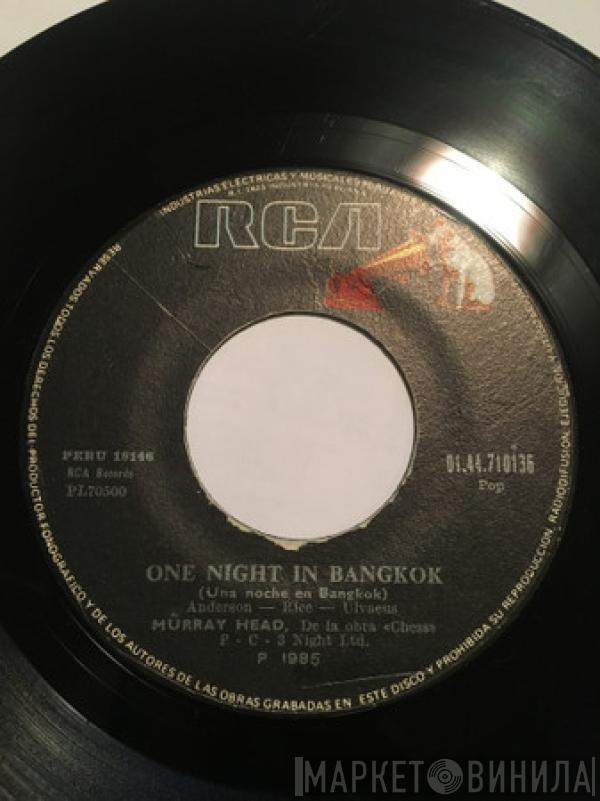 INDUSTRIAS ELECTRICAS Y MUSICALES
RCA
PERU 18146
RCA Records
PL70500
01.44.710136
Pop
ONE NIGHT IN BANGKOK
(Una noche en Bangkok)
Anderson — Rice — Ulvaeus
MURRAY HEAD, De la obra «Chess»
P - C - 3 Night Ltd.
P 1985
RESERVADOS TODOS LOS DERECHOS DEL PRODUCTOR FONOGRAFICO Y DE LOS AUTORES DE LAS OBRAS GRABADAS EN ESTE DISCO Y PROHIBIDA SU REPRODUCCION, RADIODIFUSION
МАРКЕТ ВИНИЛА